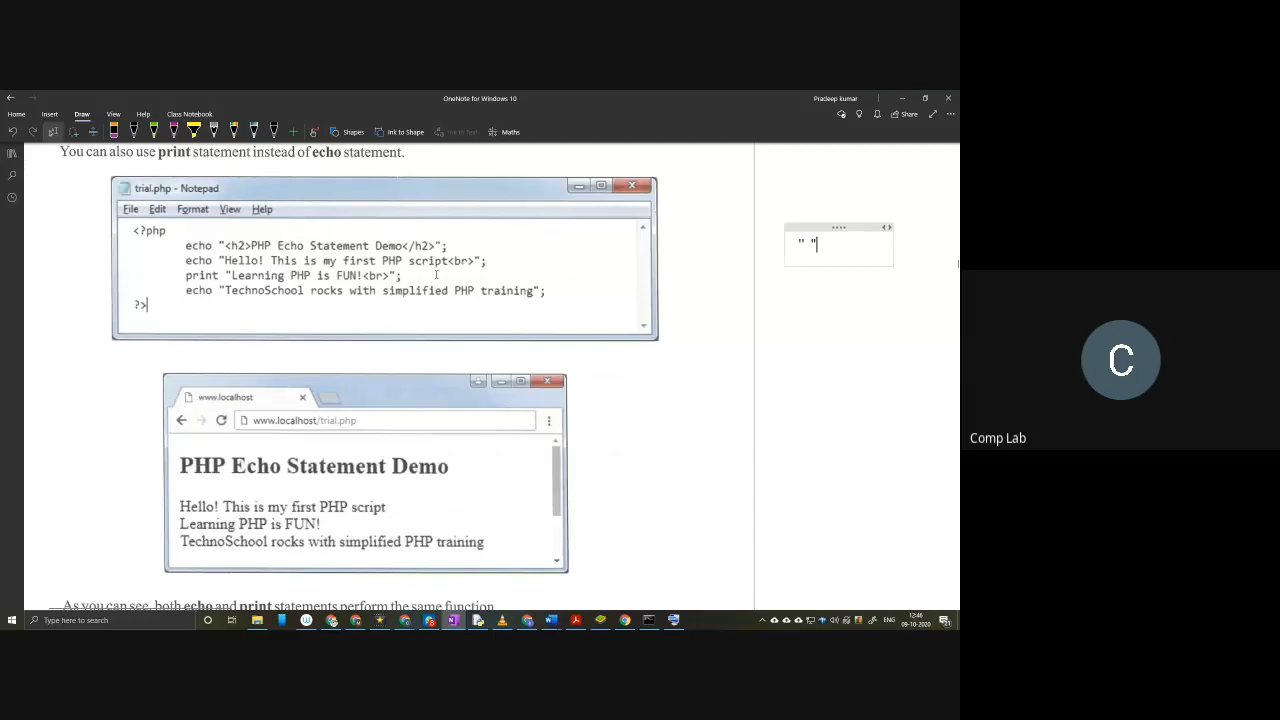 OneNote for Windows 10
Pradeep kumar
Home Insert Draw View Help Class Notebook
Share
Shapes Ink to Shape Ink to Text Maths
You can also use print statement instead of echo statement.
trial.php - Notepad
File Edit Format View Help
<?php
echo "<h2>PHP Echo Statement Demo</h2>";
echo "Hello! This is my first PHP script<br>";
print "Learning PHP is FUN!<br>";
echo "TechnoSchool rocks with simplified PHP training";
?>
" "
www.localhost
www.localhost/trial.php
PHP Echo Statement Demo
Hello! This is my first PHP script
Learning PHP is FUN!
TechnoSchool rocks with simplified PHP training
As you can see, both echo and print statements perform the same function
C
Comp Lab
Type here to search
ENG
12:46
09-10-2020